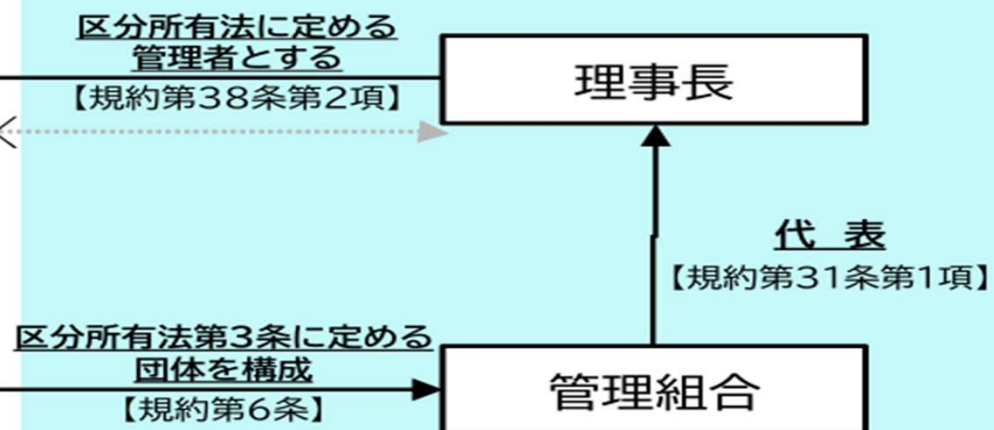 区分所有法に定める
管理者とする
【規約第38条第2項】
理事長
代 表
【規約第31条第1項】
区分所有法第3条に定める
団体を構成
【規約第6条】
管理組合